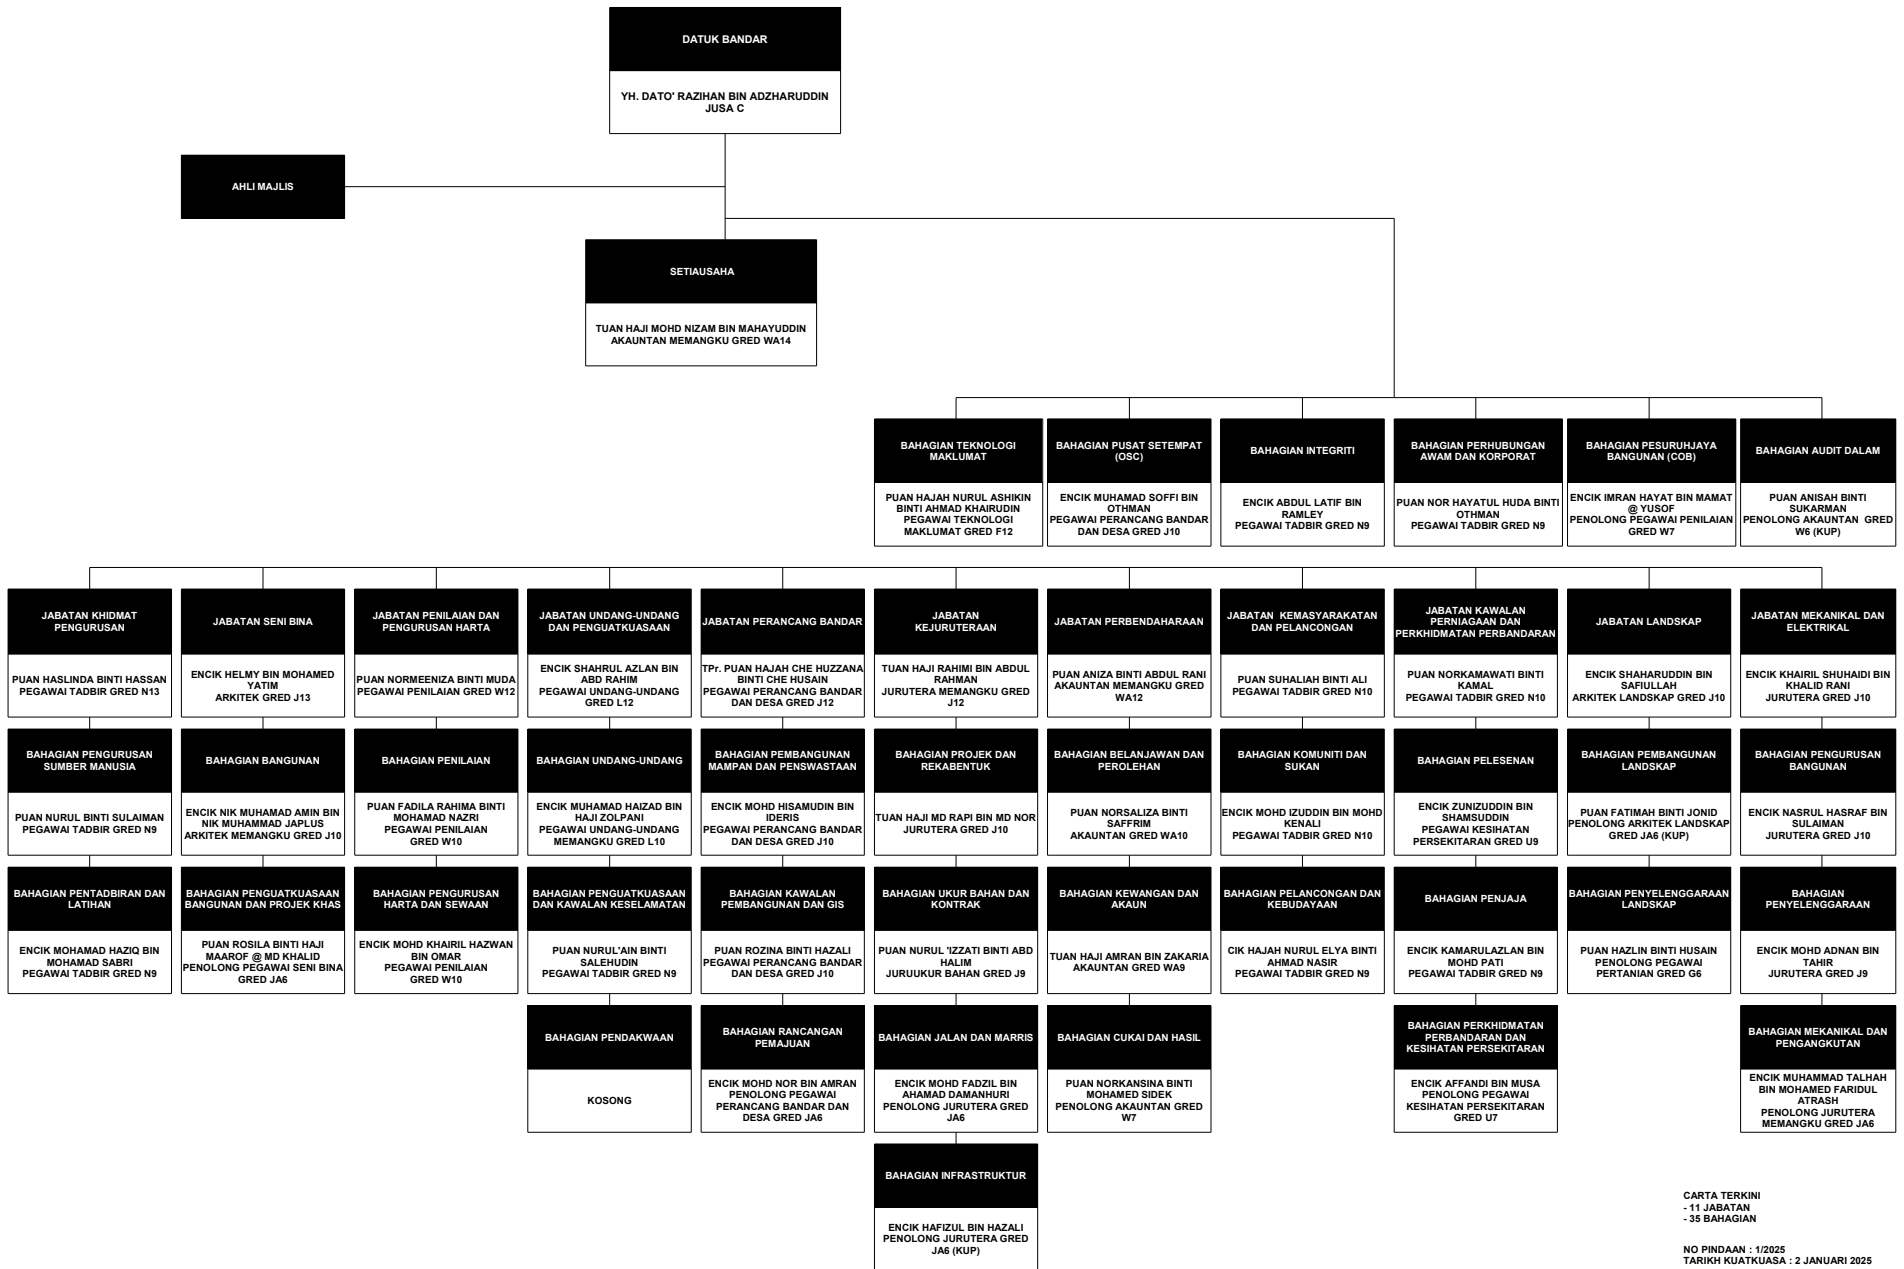 DATUK BANDAR
YH. DATO' RAZIHAN BIN ADZHARUDDIN
JUSA C
AHLI MAJLIS
SETIAUSAHA
TUAN HAJI MOHD NIZAM BIN MAHAYUDDIN
AKAUNTAN MEMANGKU GRED WA14
BAHAGIAN TEKNOLOGI
MAKLUMAT
PUAN HAJAH NURUL ASHIKIN
BINTI AHMAD KHAIRUDIN
PEGAWAI TEKNOLOGI
MAKLUMAT GRED F12
BAHAGIAN PUSAT SETEMPAT
(OSC)
ENCIK MUHAMAD SOFFI BIN
OTHMAN
PEGAWAI PERANCANG BANDAR
DAN DESA GRED J10
BAHAGIAN INTEGRITI
ENCIK ABDUL LATIF BIN
RAMLEY
PEGAWAI TADBIR GRED N9
BAHAGIAN PERHUBUNGAN
AWAM DAN KORPORAT
PUAN NOR HAYATUL HUDA BINTI
OTHMAN
PEGAWAI TADBIR GRED N9
BAHAGIAN PESURUHJAYA
BANGUNAN (COB)
ENCIK IMRAN HAYAT BIN MAMAT
@ YUSOF
PENOLONG PEGAWAI PENILAIAN
GRED W7
BAHAGIAN AUDIT DALAM
PUAN ANISAH BINTI
SUKARMAN
PENOLONG AKAUNTAN GRED
W6 (KUP)
JABATAN KHIDMAT
PENGURUSAN
PUAN HASLINDA BINTI HASSAN
PEGAWAI TADBIR GRED N13
JABATAN SENI BINA
ENCIK HELMY BIN MOHAMED
YATIM
ARKITEK GRED J13
JABATAN PENILAIAN DAN
PENGURUSAN HARTA
PUAN NORMEENIZA BINTI MUDA
PEGAWAI PENILAIAN GRED W12
JABATAN UNDANG-UNDANG
DAN PENGUATKUASAAN
ENCIK SHAHRUL AZLAN BIN
ABD RAHIM
PEGAWAI UNDANG-UNDANG
GRED L12
JABATAN PERANCANG BANDAR
TPr. PUAN HAJAH CHE HUZZANA
BINTI CHE HUSAIN
PEGAWAI PERANCANG BANDAR
DAN DESA GRED J12
JABATAN
KEJURUTERAAN
TUAN HAJI RAHIMI BIN ABDUL
RAHMAN
JURUTERA MEMANGKU GRED
J12
JABATAN PERBENDAHARAAN
PUAN ANIZA BINTI ABDUL RANI
AKAUNTAN MEMANGKU GRED
WA12
JABATAN KEMASYARAKATAN
DAN PELANCONGAN
PUAN SUHALIAH BINTI ALI
PEGAWAI TADBIR GRED N10
JABATAN KAWALAN
PERNIAGAAN DAN
PERKHIDMATAN PERBANDARAN
PUAN NORKAMAWATI BINTI
KAMAL
PEGAWAI TADBIR GRED N10
JABATAN LANDSKAP
ENCIK SHAHARUDDIN BIN
SAFIULLAH
ARKITEK LANDSKAP GRED J10
JABATAN MEKANIKAL DAN
ELEKTRIKAL
ENCIK KHAIRIL SHUHAIDI BIN
KHALID RANI
JURUTERA GRED J10
BAHAGIAN PENGURUSAN
SUMBER MANUSIA
PUAN NURUL BINTI SULAIMAN
PEGAWAI TADBIR GRED N9
BAHAGIAN BANGUNAN
ENCIK NIK MUHAMAD AMIN BIN
NIK MUHAMMAD JAPLUS
ARKITEK MEMANGKU GRED J10
BAHAGIAN PENILAIAN
PUAN FADILA RAHIMA BINTI
MOHAMAD NAZRI
PEGAWAI PENILAIAN
GRED W10
BAHAGIAN UNDANG-UNDANG
ENCIK MUHAMAD HAIZAD BIN
HAJI ZOLPANI
PEGAWAI UNDANG-UNDANG
MEMANGKU GRED L10
BAHAGIAN PEMBANGUNAN
MAMPAN DAN PENSWASTAAN
ENCIK MOHD HISAMUDIN BIN
IDERIS
PEGAWAI PERANCANG BANDAR
DAN DESA GRED J10
BAHAGIAN PROJEK DAN
REKABENTUK
TUAN HAJI MD RAPI BIN MD NOR
JURUTERA GRED J10
BAHAGIAN BELANJAWAN DAN
PEROLEHAN
PUAN NORSALIZA BINTI
SAFFRIM
AKAUNTAN GRED WA10
BAHAGIAN KOMUNITI DAN
SUKAN
ENCIK MOHD IZUDDIN BIN MOHD
KENALI
PEGAWAI TADBIR GRED N10
BAHAGIAN PELESENAN
ENCIK ZUNIZUDDIN BIN
SHAMSUDDIN
PEGAWAI KESIHATAN
PERSEKITARAN GRED U9
BAHAGIAN PEMBANGUNAN
LANDSKAP
PUAN FATIMAH BINTI JONID
PENOLONG ARKITEK LANDSKAP
GRED JA6 (KUP)
BAHAGIAN PENGURUSAN
BANGUNAN
ENCIK NASRUL HASRAF BIN
SULAIMAN
JURUTERA GRED J10
BAHAGIAN PENTADBIRAN DAN
LATIHAN
ENCIK MOHAMAD HAZIQ BIN
MOHAMAD SABRI
PEGAWAI TADBIR GRED N9
BAHAGIAN PENGUATKUASAAN
BANGUNAN DAN PROJEK KHAS
PUAN ROSILA BINTI HAJI
MAAROF @ MD KHALID
PENOLONG PEGAWAI SENI BINA
GRED JA6
BAHAGIAN PENGURUSAN
HARTA DAN SEWAAN
ENCIK MOHD KHAIRIL HAZWAN
BIN OMAR
PEGAWAI PENILAIAN
GRED W10
BAHAGIAN PENGUATKUASAAN
DAN KAWALAN KESELAMATAN
PUAN NURUL'AIN BINTI
SALEHUDIN
PEGAWAI TADBIR GRED N9
BAHAGIAN KAWALAN
PEMBANGUNAN DAN GIS
PUAN ROZINA BINTI HAZALI
PEGAWAI PERANCANG BANDAR
DAN DESA GRED J10
BAHAGIAN UKUR BAHAN DAN
KONTRAK
PUAN NURUL 'IZZATI BINTI ABD
HALIM
JURUUKUR BAHAN GRED J9
BAHAGIAN KEWANGAN DAN
AKAUN
TUAN HAJI AMRAN BIN ZAKARIA
AKAUNTAN GRED WA9
BAHAGIAN PELANCONGAN DAN
KEBUDAYAAN
CIK HAJAH NURUL ELYA BINTI
AHMAD NASIR
PEGAWAI TADBIR GRED N9
BAHAGIAN PENJAJA
ENCIK KAMARULAZLAN BIN
MOHD PATI
PEGAWAI TADBIR GRED N9
BAHAGIAN PENYELENGGARAAN
LANDSKAP
PUAN HAZLIN BINTI HUSAIN
PENOLONG PEGAWAI
PERTANIAN GRED G6
BAHAGIAN
PENYELENGGARAAN
ENCIK MOHD ADNAN BIN
TAHIR
JURUTERA GRED J9
BAHAGIAN PENDAKWAAN
KOSONG
BAHAGIAN RANCANGAN
PEMAJUAN
ENCIK MOHD NOR BIN AMRAN
PENOLONG PEGAWAI
PERANCANG BANDAR DAN
DESA GRED JA6
BAHAGIAN JALAN DAN MARRIS
ENCIK MOHD FADZIL BIN
AHAMAD DAMANHURI
PENOLONG JURUTERA GRED
JA6
BAHAGIAN CUKAI DAN HASIL
PUAN NORKANSINA BINTI
MOHAMED SIDEK
PENOLONG AKAUNTAN GRED
W7
BAHAGIAN PERKHIDMATAN
PERBANDARAN DAN
KESIHATAN PERSEKITARAN
ENCIK AFFANDI BIN MUSA
PENOLONG PEGAWAI
KESIHATAN PERSEKITARAN
GRED U7
BAHAGIAN MEKANIKAL DAN
PENGANGKUTAN
ENCIK MUHAMMAD TALHAH
BIN MOHAMED FARIDUL
ATRASH
PENOLONG JURUTERA
MEMANGKU GRED JA6
BAHAGIAN INFRASTRUKTUR
ENCIK HAFIZUL BIN HAZALI
PENOLONG JURUTERA GRED
JA6 (KUP)
CARTA TERKINI
- 11 JABATAN
- 35 BAHAGIAN
NO PINDAAN : 1/2025
TARIKH KUATKUASA : 2 JANUARI 2025